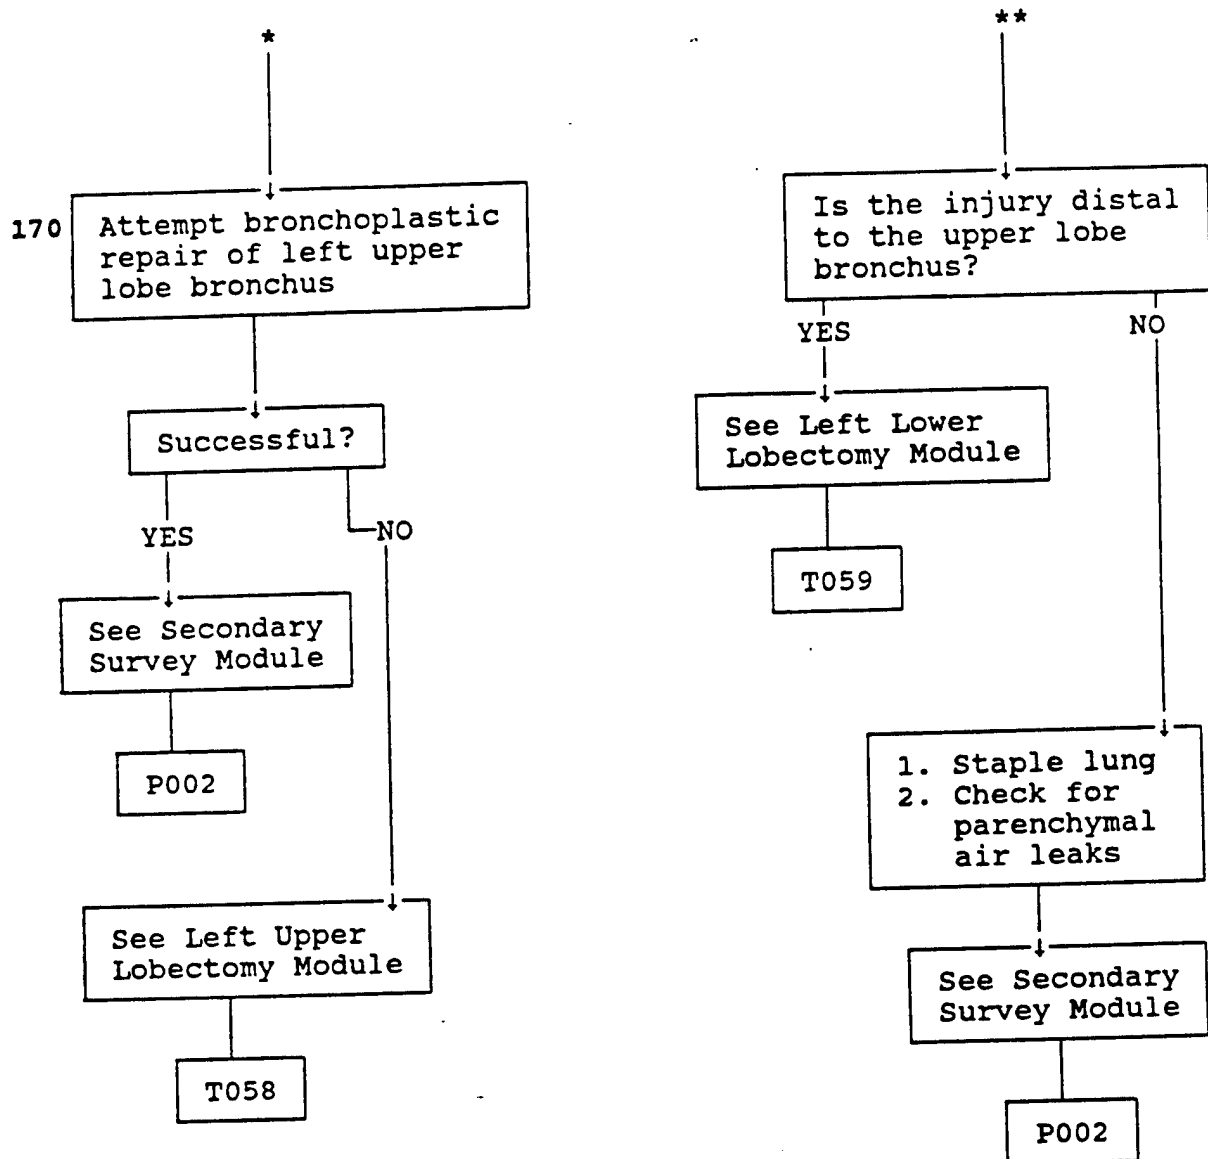 *
170
Attempt bronchoplastic
repair of left upper
lobe bronchus
Successful?
YES
NO
See Secondary
Survey Module
P002
See Left Upper
Lobectomy Module
T058
**
Is the injury distal
to the upper lobe
bronchus?
YES
NO
See Left Lower
Lobectomy Module
T059
1. Staple lung
2. Check for
parenchymal
air leaks
See Secondary
Survey Module
P002